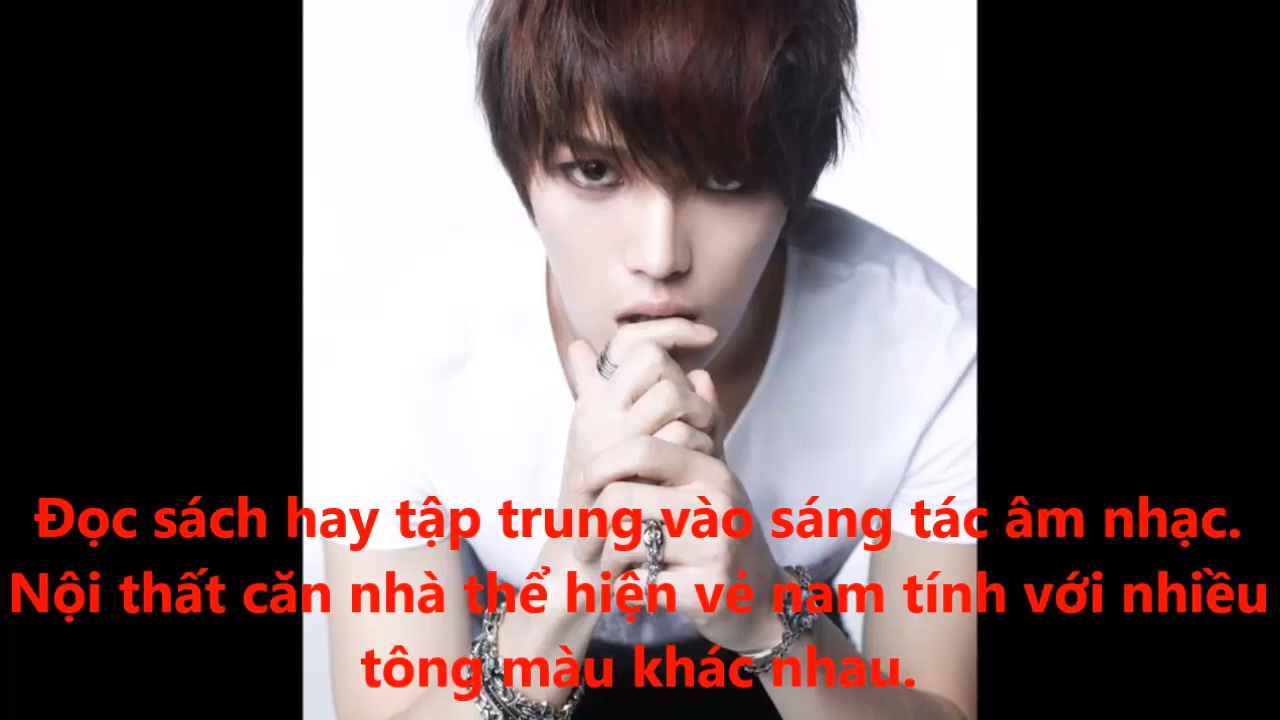 Đọc sách hay tập trung vào sáng tác âm nhạc.
Nội thất căn nhà thể hiện vẻ nam tính với nhiều
tông màu khác nhau.